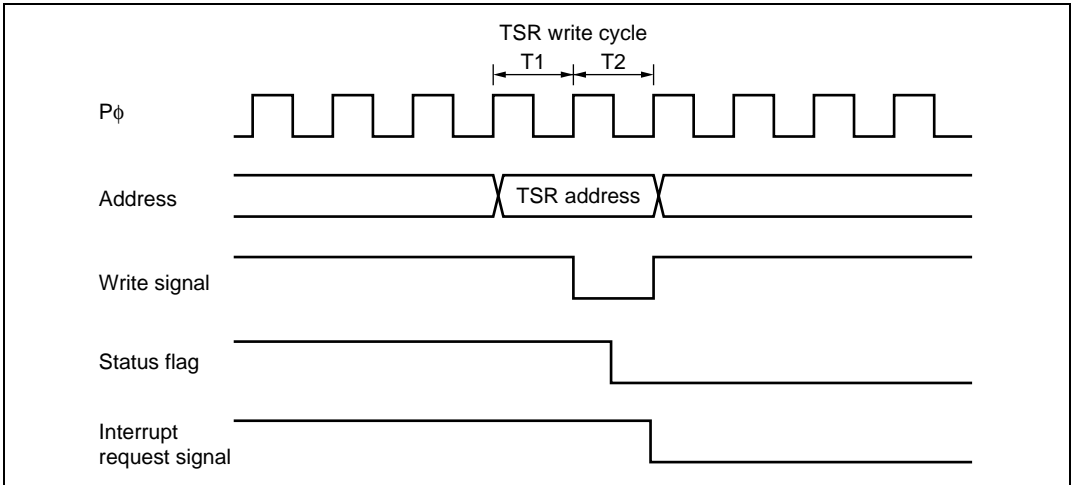 TSR write cycle
T1 T2
Pϕ
Address
TSR address
Write signal
Status flag
Interrupt
request signal